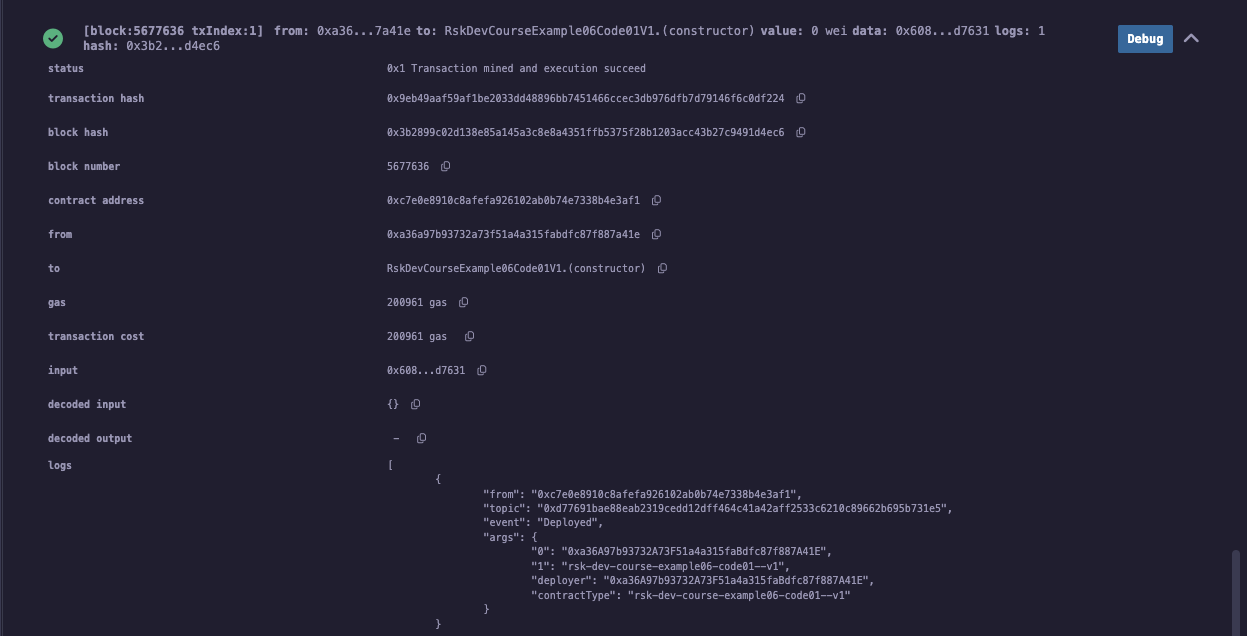 [block:5677636 txIndex:1] from: 0xa36...7a41e to: RskDevCourseExample06Code01V1.(constructor) value: 0 wei data: 0x608...d7631 logs: 1
hash: 0x3b2...d4ec6
Debug
status 0x1 Transaction mined and execution succeed
transaction hash 0x9eb49aaf59af1be2033dd48896bb7451466ccec3db976dfb7d79146f6c0df224
block hash 0x3b2899c02d138e85a145a3c8e8a4351ffb5375f28b1203acc43b27c9491d4ec6
block number 5677636
contract address 0xc7e0e8910c8afefa926102ab0b74e7338b4e3af1
from 0xa36a97b93732a73f51a4a315fabdfc87f887a41e
to RskDevCourseExample06Code01V1.(constructor)
gas 200961 gas
transaction cost 200961 gas
input 0x608...d7631
decoded input {}
decoded output –
logs [
{
"from": "0xc7e0e8910c8afefa926102ab0b74e7338b4e3af1",
"topic": "0xd77691bae88eab2319cedd12dff464c41a42aff2533c6210c89662b695b731e5",
"event": "Deployed",
"args": {
"0": "0xa36A97b93732A73F51a4a315faBdfc87f887A41E",
"1": "rsk-dev-course-example06-code01--v1",
"deployer": "0xa36A97b93732A73F51a4a315faBdfc87f887A41E",
"contractType": "rsk-dev-course-example06-code01--v1"
}
}